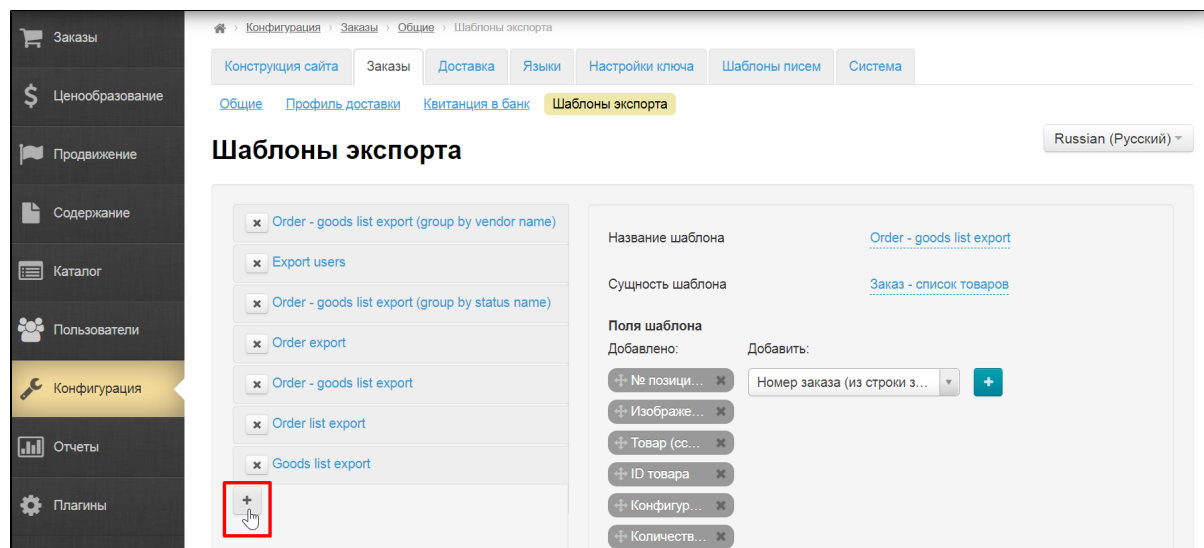 Заказы
Ценообразование
Продвижение
Содержание
Каталог
Пользователи
Конфигурация
Отчеты
Плагины
Конфигурация › Заказы › Общие › Шаблоны экспорта
Конструкция сайта Заказы Доставка Языки Настройки ключа Шаблоны писем Система
Общие Профиль доставки Квитанция в банк Шаблоны экспорта
Шаблоны экспорта
Russian (Русский)
Order - goods list export (group by vendor name)
Export users
Order - goods list export (group by status name)
Order export
Order - goods list export
Order list export
Goods list export
+
Название шаблона Order - goods list export
Сущность шаблона Заказ - список товаров
Поля шаблона
Добавлено: Добавить:
№ позици... Номер заказа (из строки з... +
Изображе...
Товар (сс...
ID товара
Конфигур...
Количеств...